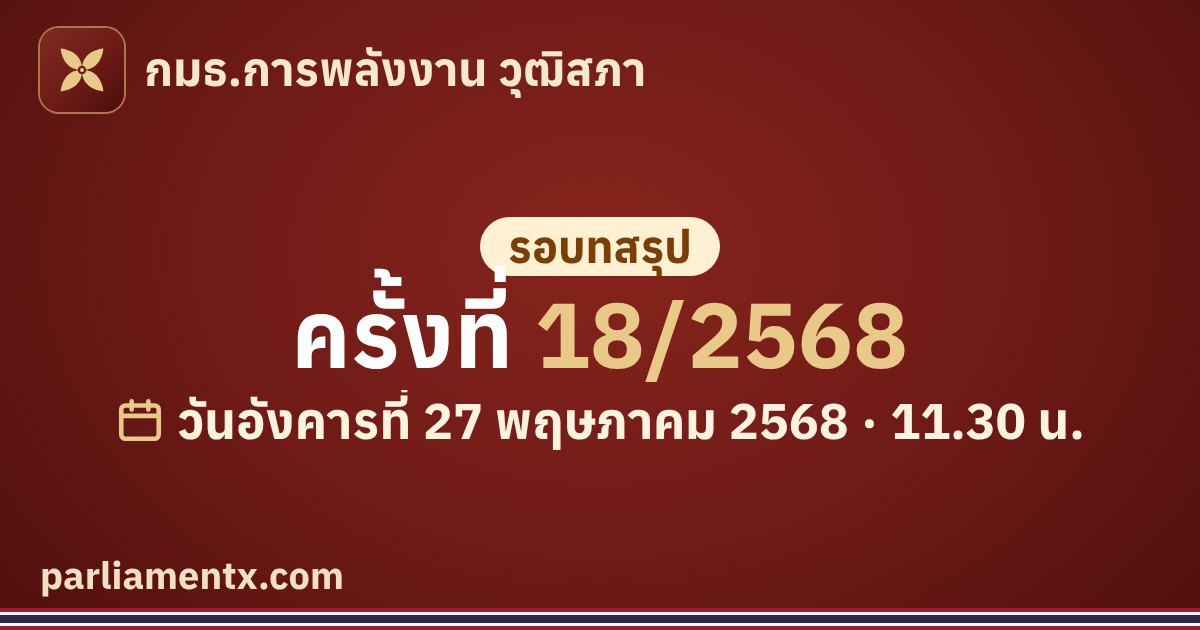 กมธ.การพลังงาน วุฒิสภา
รอบทสรุป
ครั้งที่ 18/2568
วันอังคารที่ 27 พฤษภาคม 2568 · 11.30 น.
parliamentx.com